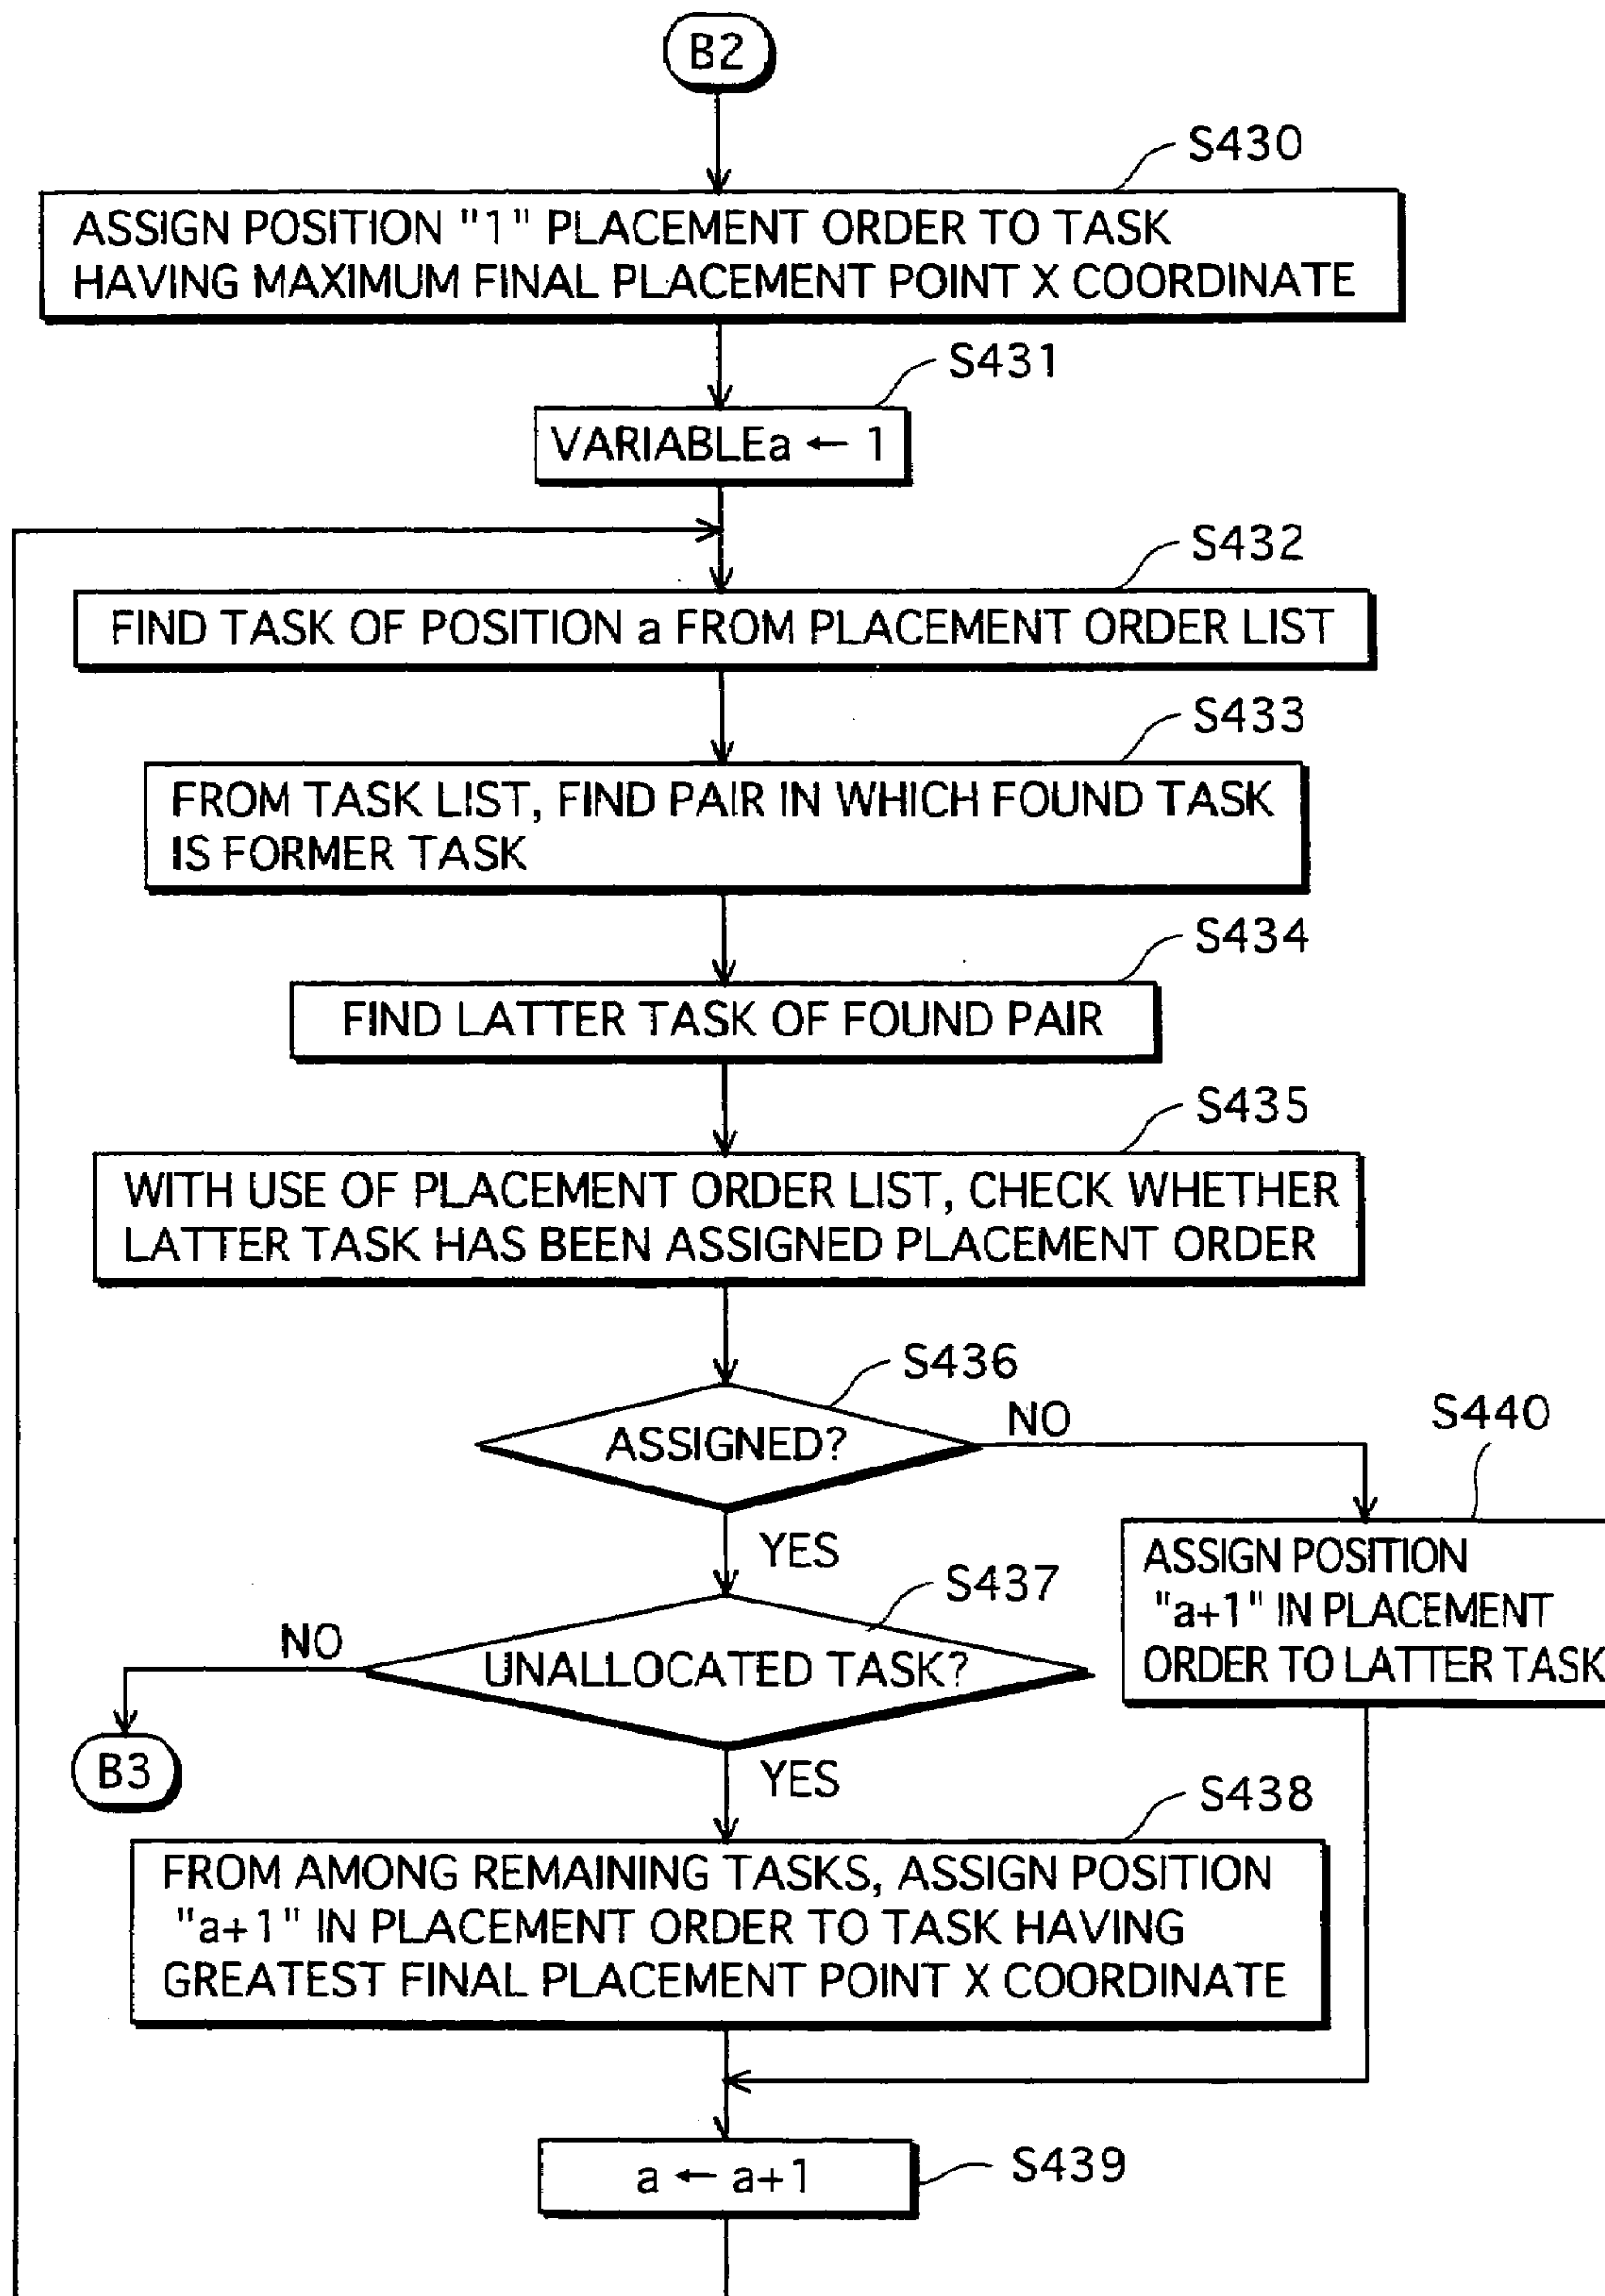 B2
S430
ASSIGN POSITION "1" PLACEMENT ORDER TO TASK
HAVING MAXIMUM FINAL PLACEMENT POINT X COORDINATE
S431
VARIABLEa ← 1
S432
FIND TASK OF POSITION a FROM PLACEMENT ORDER LIST
S433
FROM TASK LIST, FIND PAIR IN WHICH FOUND TASK
IS FORMER TASK
S434
FIND LATTER TASK OF FOUND PAIR
S435
WITH USE OF PLACEMENT ORDER LIST, CHECK WHETHER
LATTER TASK HAS BEEN ASSIGNED PLACEMENT ORDER
S436
ASSIGNED?
NO
YES
S440
ASSIGN POSITION
"a+1" IN PLACEMENT
ORDER TO LATTER TASK
S437
UNALLOCATED TASK?
NO
B3
YES
S438
FROM AMONG REMAINING TASKS, ASSIGN POSITION
"a+1" IN PLACEMENT ORDER TO TASK HAVING
GREATEST FINAL PLACEMENT POINT X COORDINATE
a ← a+1
S439